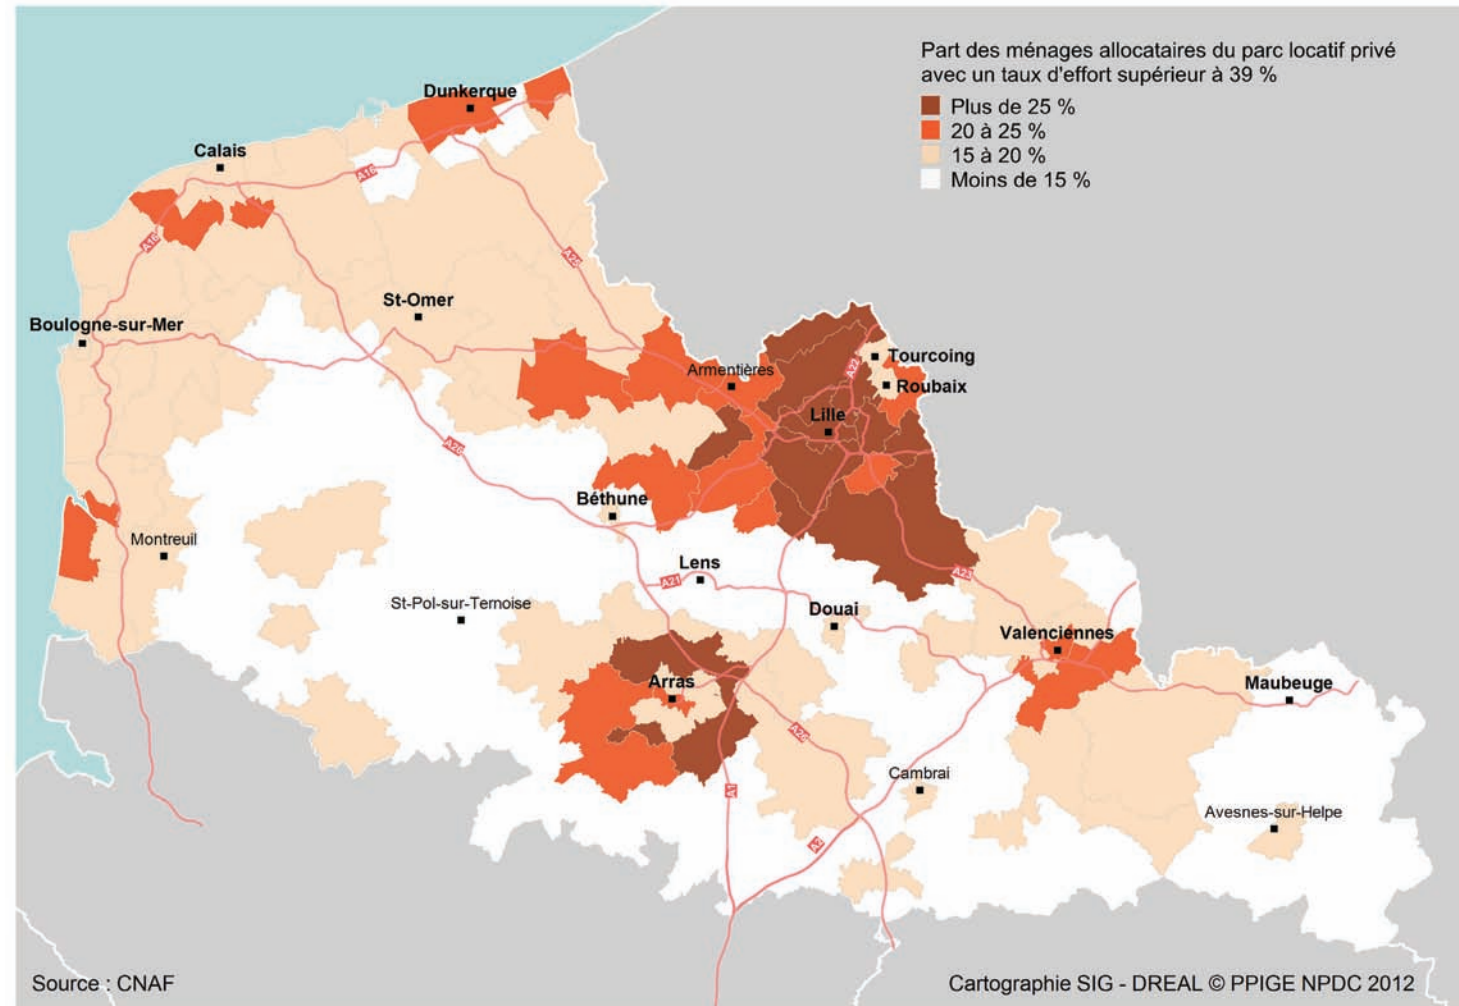 Part des ménages allocataires du parc locatif privé
avec un taux d'effort supérieur à 39 %
Plus de 25 %
20 à 25 %
15 à 20 %
Moins de 15 %
Dunkerque
Calais
A16
A16
A25
St-Omer
Boulogne-sur-Mer
Armentières
Tourcoing
A22
Roubaix
Lille
A26
Béthune
Montreuil
Lens
A21
A23
St-Pol-sur-Ternoise
Douai
Valenciennes
Arras
Maubeuge
A26
Cambrai
A1
Avesnes-sur-Helpe
A2
Source : CNAF
Cartographie SIG - DREAL © PPIGE NPDC 2012